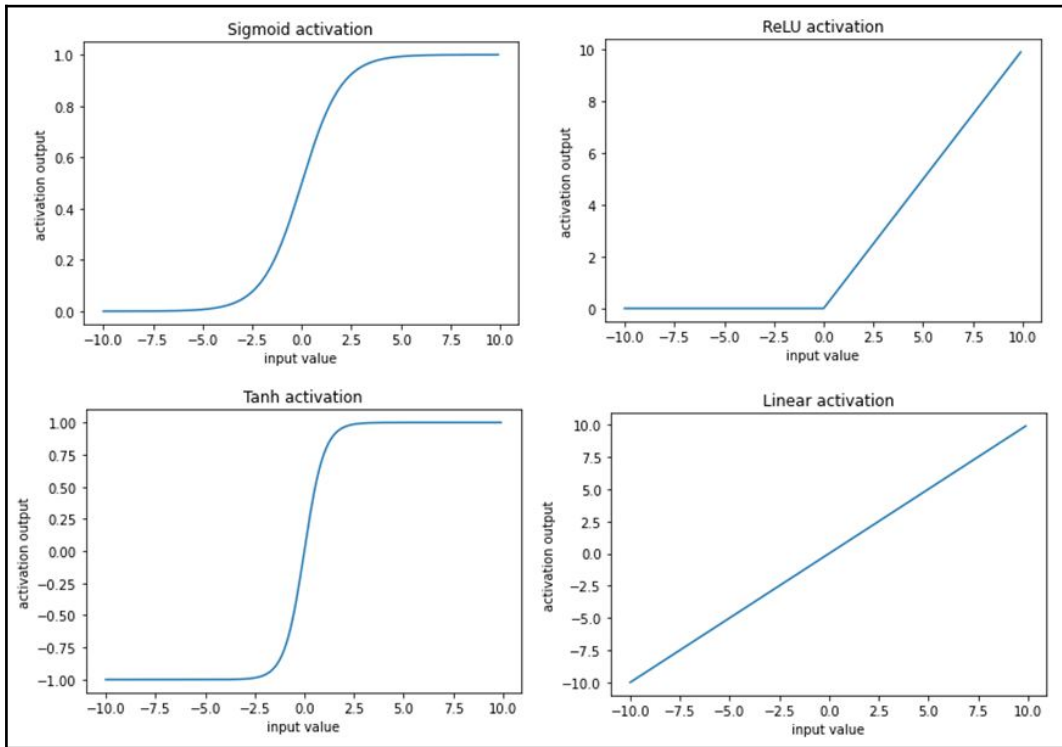 Sigmoid activation
1.0
0.8
0.6
0.4
0.2
0.0
activation output
−10.0 −7.5 −5.0 −2.5 0.0 2.5 5.0 7.5 10.0
input value
ReLU activation
10
8
6
4
2
0
activation output
−10.0 −7.5 −5.0 −2.5 0.0 2.5 5.0 7.5 10.0
input value
Tanh activation
1.00
0.75
0.50
0.25
0.00
−0.25
−0.50
−0.75
−1.00
activation output
−10.0 −7.5 −5.0 −2.5 0.0 2.5 5.0 7.5 10.0
input value
Linear activation
10.0
7.5
5.0
2.5
0.0
−2.5
−5.0
−7.5
−10.0
activation output
−10.0 −7.5 −5.0 −2.5 0.0 2.5 5.0 7.5 10.0
input value